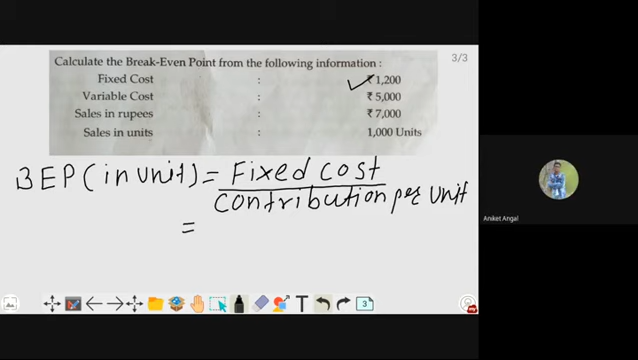 Calculate the Break-Even Point from the following information :
3/3
Fixed Cost : ₹ 1,200
Variable Cost : ₹ 5,000
Sales in rupees : ₹ 7,000
Sales in units : 1,000 Units
BEP (in unit) = Fixed cost
Contribution per unit
=
Aniket Angal
T
3